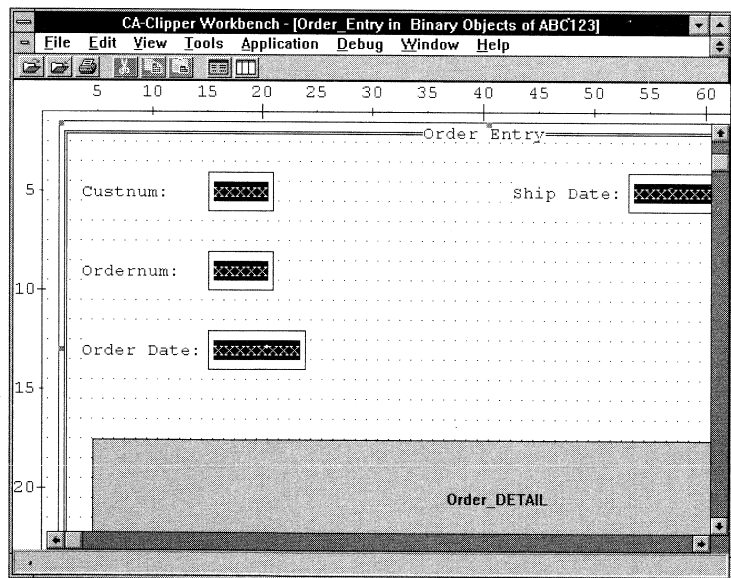 CA-Clipper Workbench - [Order_Entry in Binary Objects of ABC123]
File Edit View Tools Application Debug Window Help
5 10 15 20 25 30 35 40 45 50 55 60
Order Entry
5 Custnum: XXXXX Ship Date: XXXXXXX
Ordernum: XXXXX
10
Order Date: XXXXXXXX
15
20 Order_DETAIL